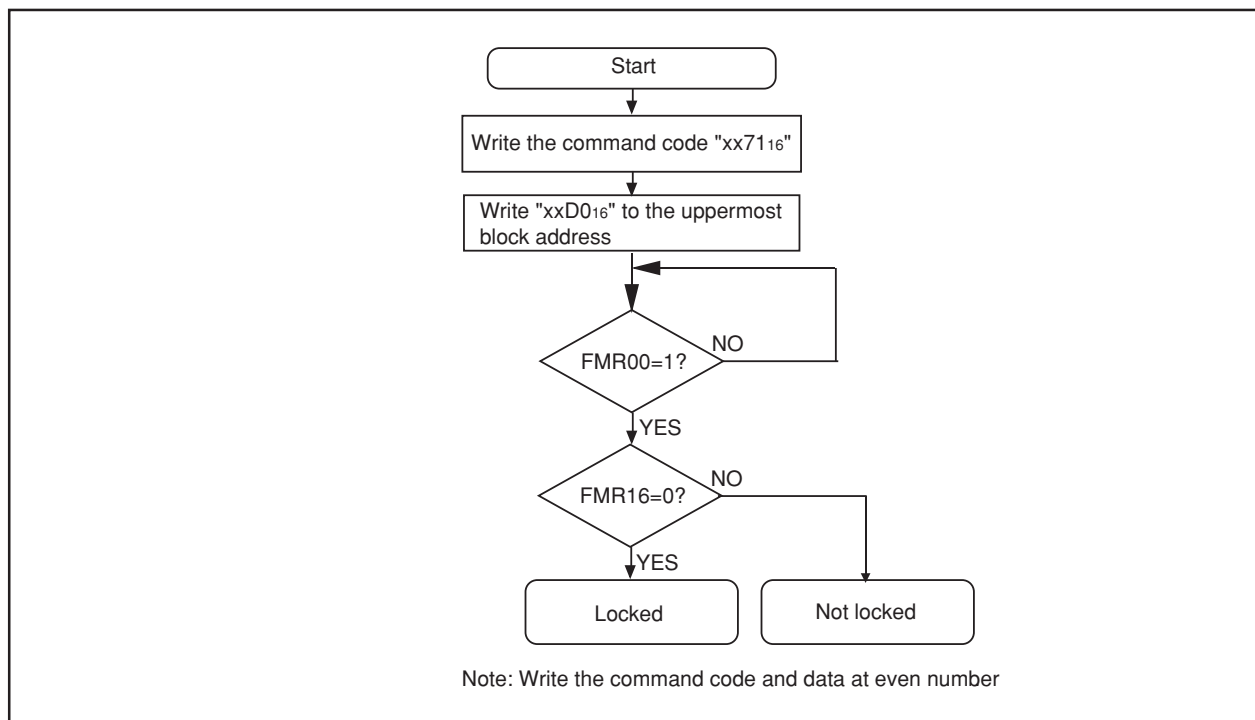 Start
Write the command code "xx7116"
Write "xxD016" to the uppermost
block address
FMR00=1?
NO
YES
FMR16=0?
NO
YES
Locked
Not locked
Note: Write the command code and data at even number